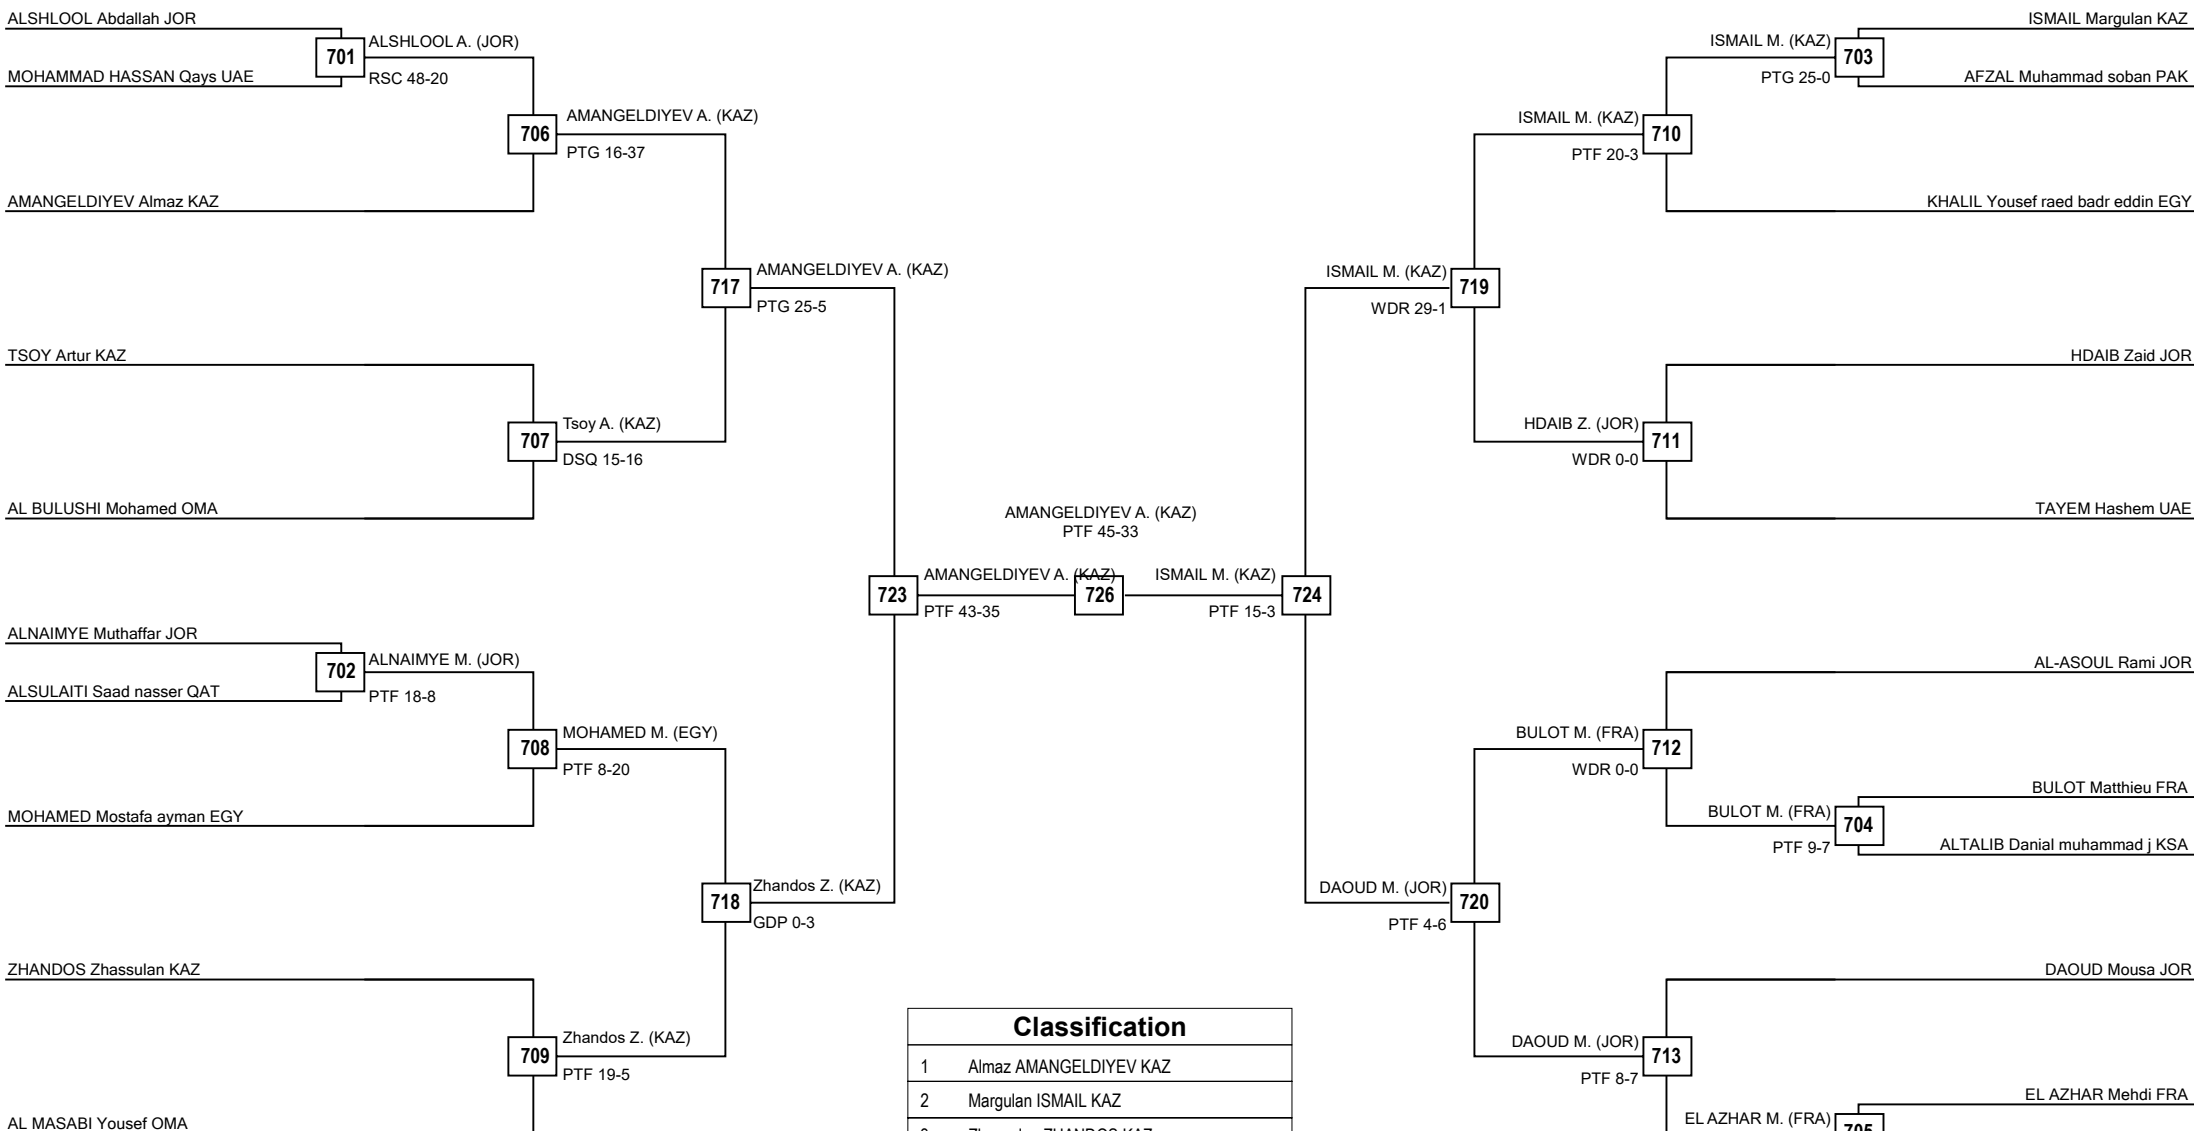 ALSHLOOL Abdallah JOR
701
ALSHLOOL A. (JOR)
RSC 48-20
MOHAMMAD HASSAN Qays UAE
706
AMANGELDIYEV A. (KAZ)
PTG 16-37
AMANGELDIYEV Almaz KAZ
717
AMANGELDIYEV A. (KAZ)
PTG 25-5
TSOY Artur KAZ
707
Tsoy A. (KAZ)
DSQ 15-16
AL BULUSHI Mohamed OMA
723
AMANGELDIYEV A. (KAZ)
PTF 43-35
ALNAIMYE Muthaffar JOR
702
ALNAIMYE M. (JOR)
PTF 18-8
ALSULAITI Saad nasser QAT
708
MOHAMED M. (EGY)
PTF 8-20
MOHAMED Mostafa ayman EGY
718
Zhandos Z. (KAZ)
GDP 0-3
ZHANDOS Zhassulan KAZ
709
Zhandos Z. (KAZ)
PTF 19-5
AL MASABI Yousef OMA
AMANGELDIYEV A. (KAZ)
PTF 45-33
726
ISMAIL Margulan KAZ
ISMAIL M. (KAZ)
703
PTG 25-0
AFZAL Muhammad soban PAK
ISMAIL M. (KAZ)
710
PTF 20-3
KHALIL Yousef raed badr eddin EGY
ISMAIL M. (KAZ)
719
WDR 29-1
HDAIB Zaid JOR
HDAIB Z. (JOR)
711
WDR 0-0
TAYEM Hashem UAE
ISMAIL M. (KAZ)
724
PTF 15-3
AL-ASOUL Rami JOR
BULOT M. (FRA)
712
WDR 0-0
BULOT Matthieu FRA
BULOT M. (FRA)
704
PTF 9-7
ALTALIB Danial muhammad j KSA
DAOUD M. (JOR)
720
PTF 4-6
DAOUD Mousa JOR
DAOUD M. (JOR)
713
PTF 8-7
EL AZHAR Mehdi FRA
EL AZHAR M. (FRA)
705
Classification
1 Almaz AMANGELDIYEV KAZ
2 Margulan ISMAIL KAZ
3 Zhassulan ZHANDOS KAZ